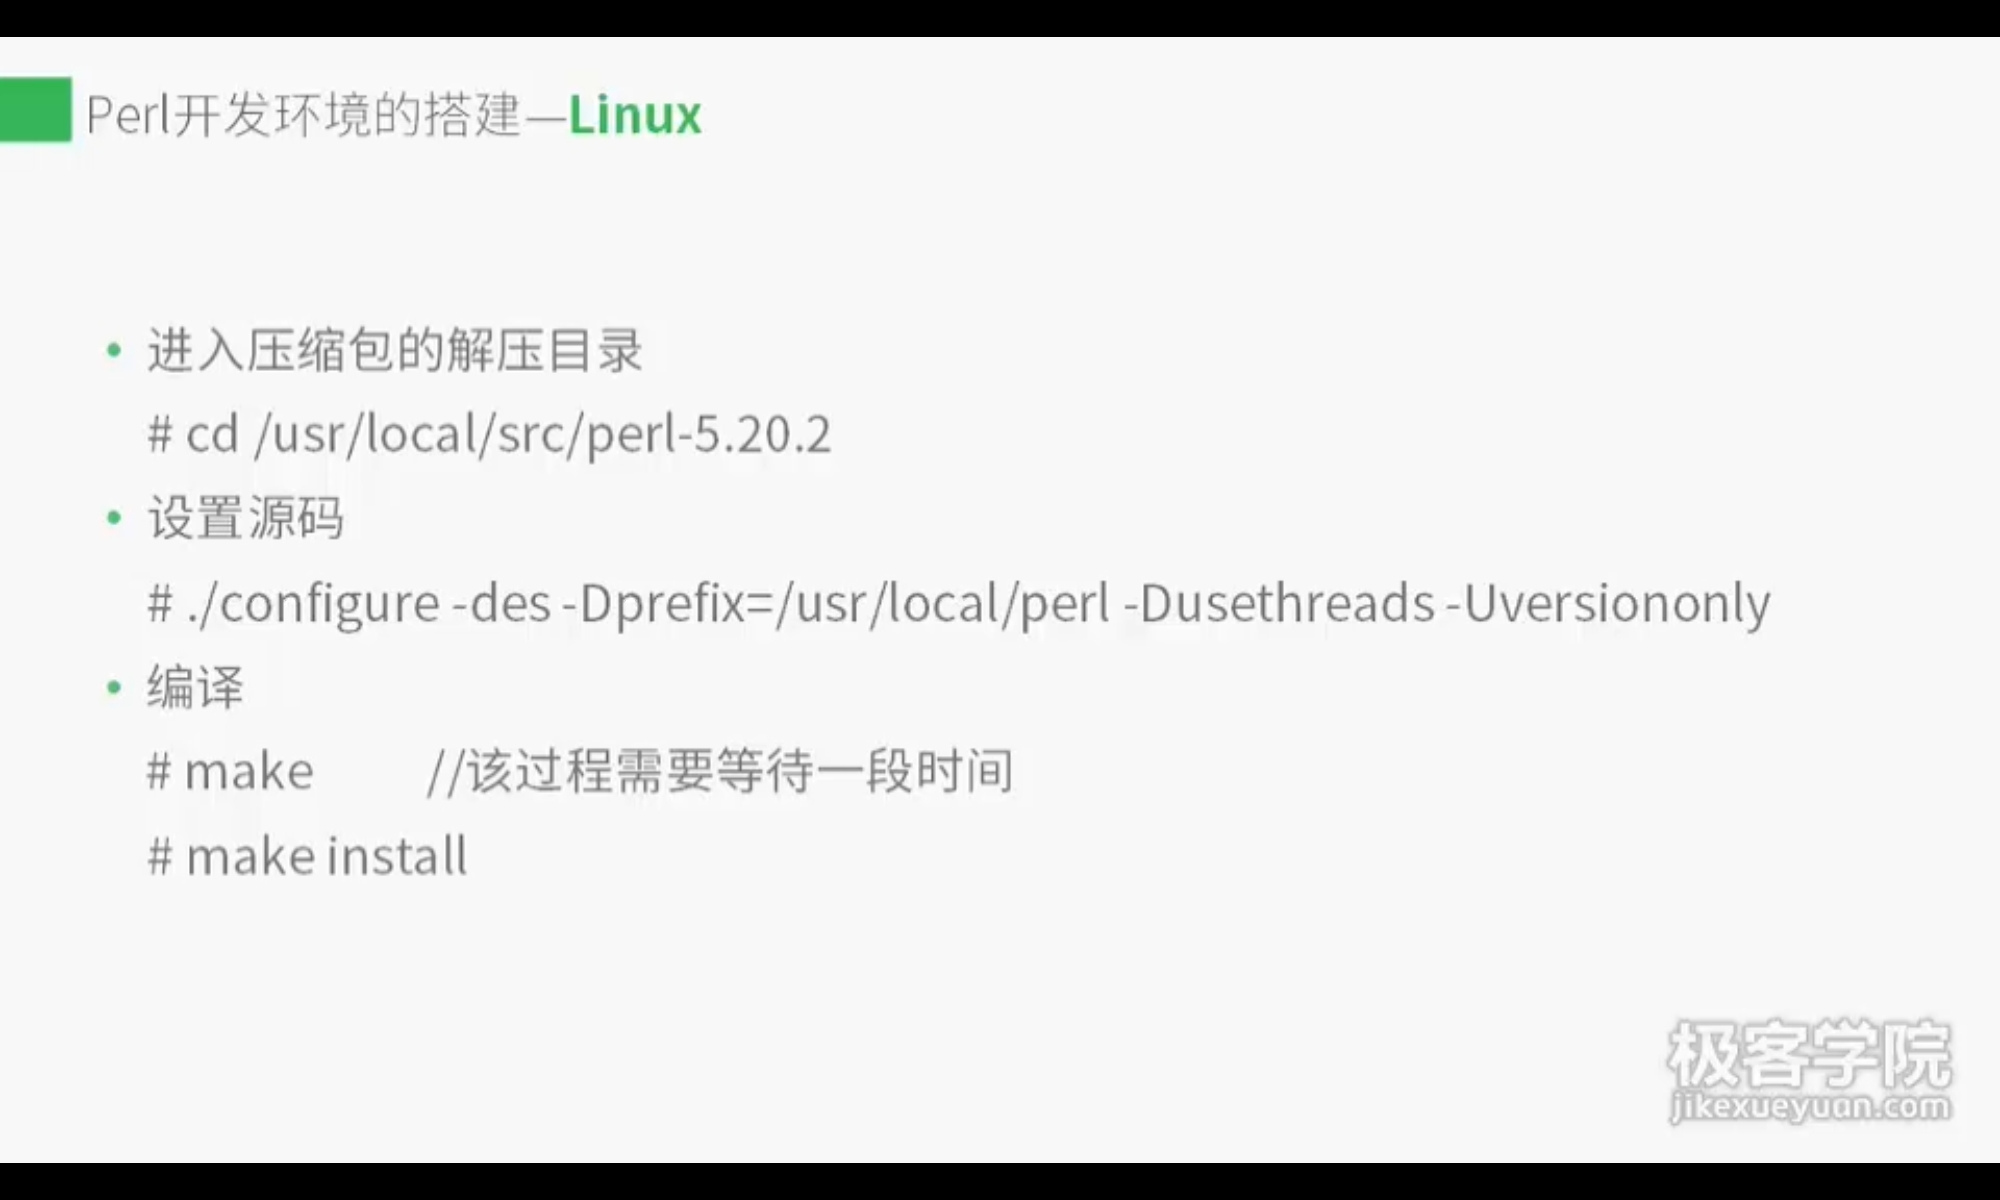 Perl开发环境的搭建—Linux
• 进入压缩包的解压目录
# cd /usr/local/src/perl-5.20.2
• 设置源码
# ./configure -des -Dprefix=/usr/local/perl -Dusethreads -Uversiononly
• 编译
# make //该过程需要等待一段时间
# make install
极客学院
jikexueyuan.com